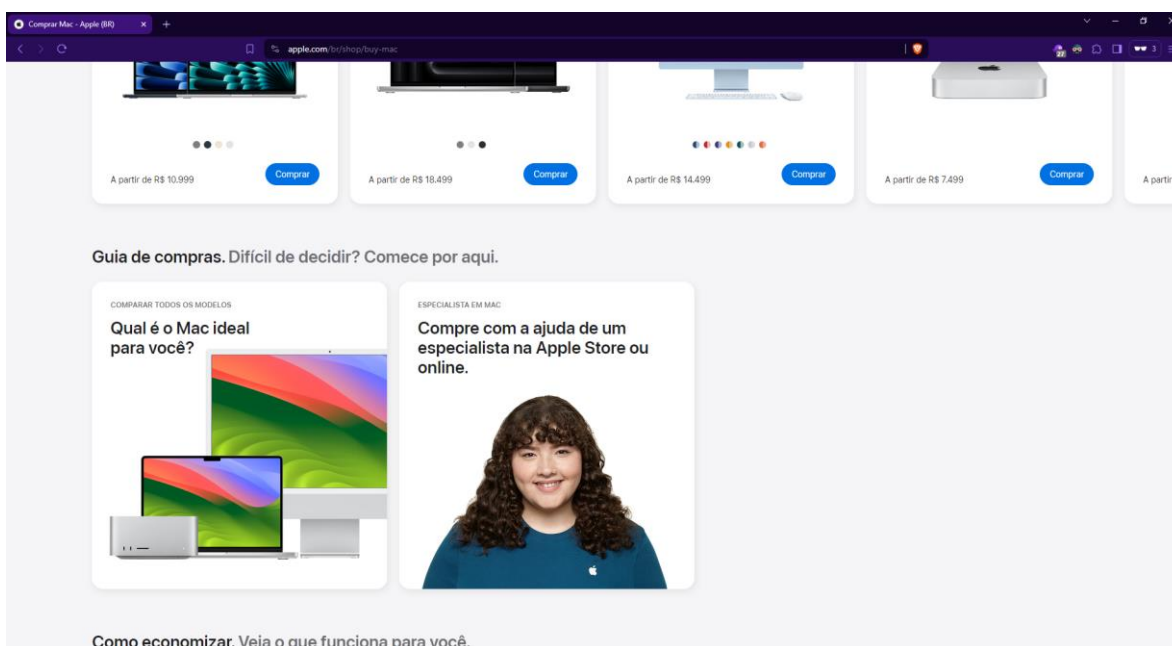 Comprar Mac - Apple (BR)
apple.com/br/shop/buy-mac
27
3
A partir de R$ 10.999
Comprar
A partir de R$ 18.499
Comprar
A partir de R$ 14.499
Comprar
A partir de R$ 7.499
Comprar
A partir
Guia de compras. Difícil de decidir? Comece por aqui.
COMPARAR TODOS OS MODELOS
Qual é o Mac ideal
para você?
ESPECIALISTA EM MAC
Compre com a ajuda de um
especialista na Apple Store ou
online.
Como economizar. Veja o que funciona para você.